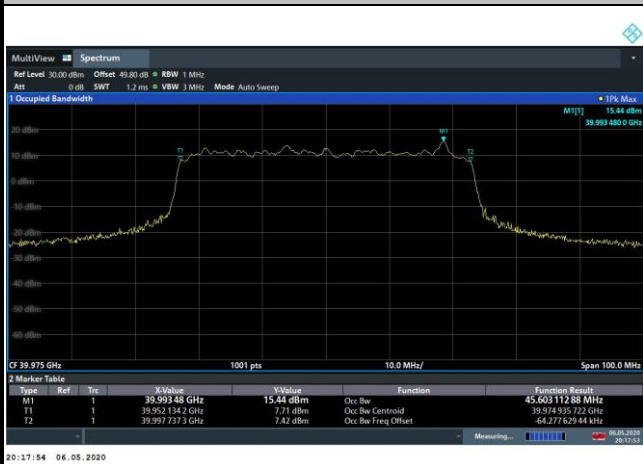 MultiView Spectrum
Ref Level 30.00 dBm Offset 49.80 dB RBW 1 MHz
Att 0 dB SWT 1.2 ms VBW 3 MHz Mode Auto Sweep
1 Occupied Bandwidth 1Pk Max
M1[1] 15.44 dBm
39.993 480 0 GHz
20 dBm
M1
T1
T2
10 dBm
0 dBm
-10 dBm
-20 dBm
-30 dBm
-40 dBm
-50 dBm
-60 dBm
CF 39.975 GHz 1001 pts 10.0 MHz/ Span 100.0 MHz
2 Marker Table
Type Ref Trc X-Value Y-Value Function Function Result
M1 1 39.993 48 GHz 15.44 dBm Occ Bw 45.603 112 88 MHz
T1 1 39.952 134 2 GHz 7.71 dBm Occ Bw Centroid 39.974 935 722 GHz
T2 1 39.997 737 3 GHz 7.42 dBm Occ Bw Freq Offset -64.277 629 44 kHz
Measuring... 06.05.2020
20:17:53
20:17:54 06.05.2020